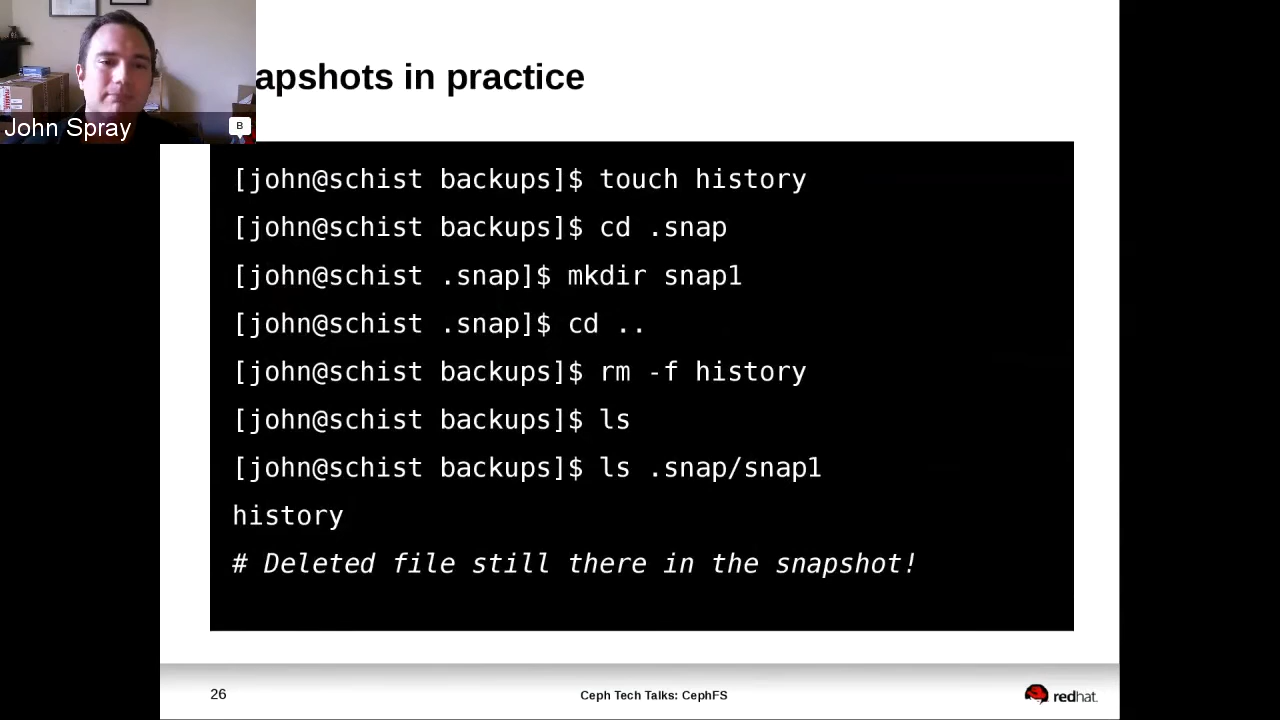 apshots in practice
John Spray
B
[john@schist backups]$ touch history
[john@schist backups]$ cd .snap
[john@schist .snap]$ mkdir snap1
[john@schist .snap]$ cd ..
[john@schist backups]$ rm -f history
[john@schist backups]$ ls
[john@schist backups]$ ls .snap/snap1
history
# Deleted file still there in the snapshot!
26
Ceph Tech Talks: CephFS
redhat.